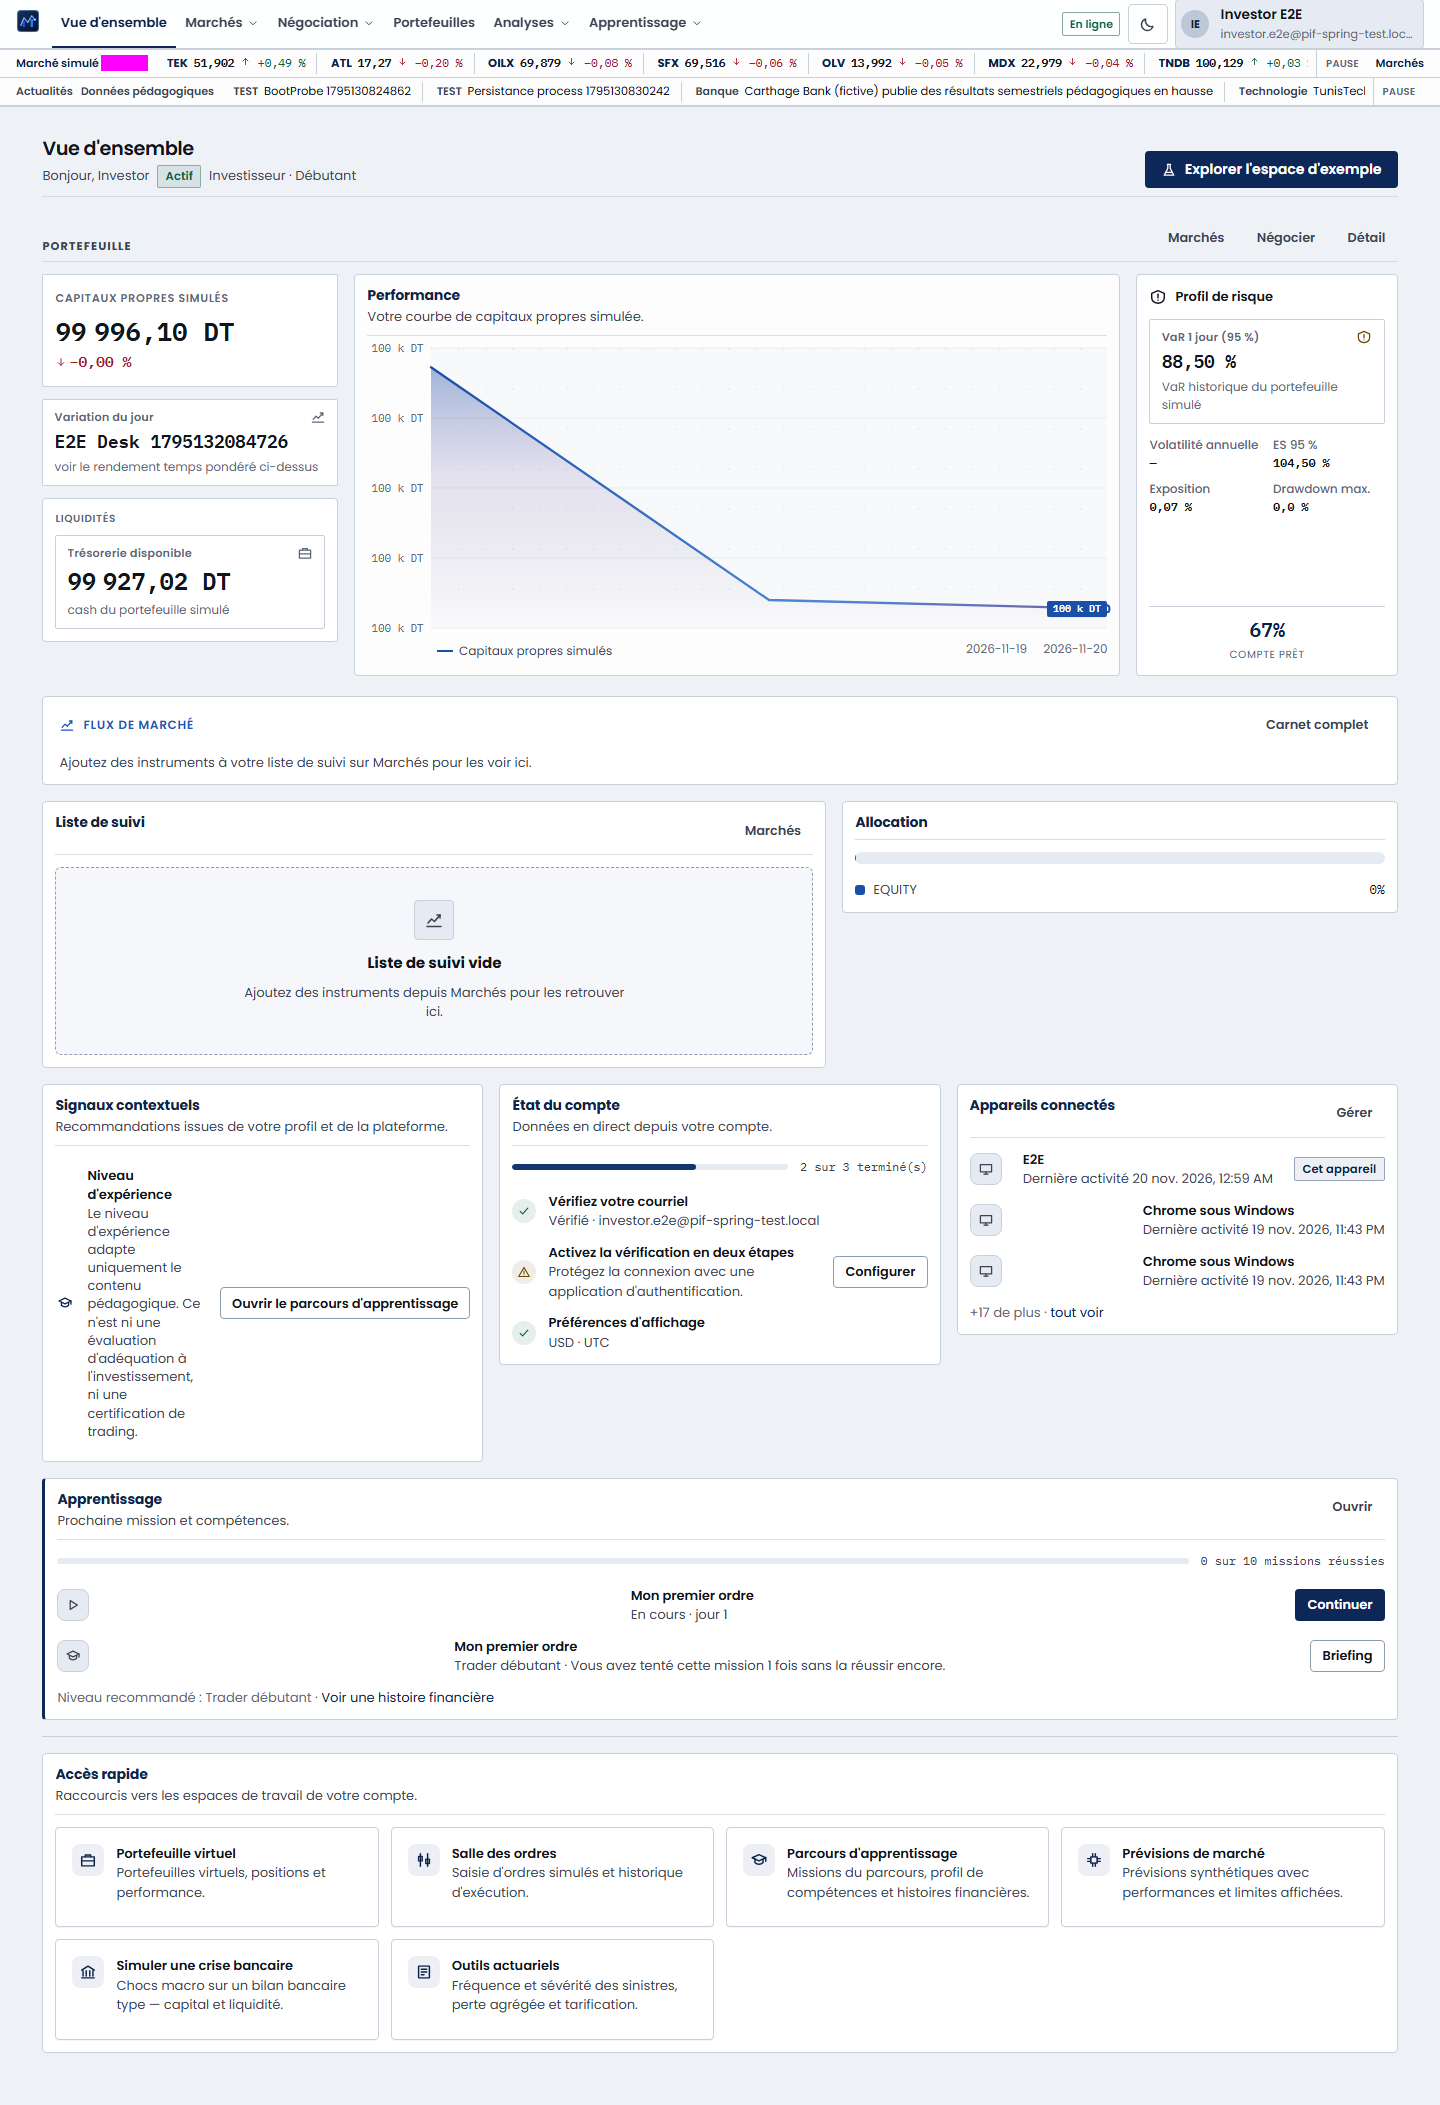 Vue d'ensemble
Marchés
Négociation
Portefeuilles
Analyses
Apprentissage
En ligne
IE
Investor E2E
investor.e2e@pif-spring-test.loc...
Marché simulé
TEK 51,902 ↑ +0,49 %
ATL 17,27 ↓ −0,20 %
OILX 69,879 ↓ −0,08 %
SFX 69,516 ↓ −0,06 %
OLV 13,992 ↓ −0,05 %
MDX 22,979 ↓ −0,04 %
TNDB 100,129 ↑ +0,03
PAUSE
Marchés
Actualités Données pédagogiques
TEST BootProbe 1795130824862
TEST Persistance process 1795130830242
Banque Carthage Bank (fictive) publie des résultats semestriels pédagogiques en hausse
Technologie TunisTecl
PAUSE
Vue d'ensemble
Bonjour, Investor Actif Investisseur · Débutant
Explorer l'espace d'exemple
PORTEFEUILLE
Marchés
Négocier
Détail
CAPITAUX PROPRES SIMULÉS
99 996,10 DT
↓ −0,00 %
Variation du jour
E2E Desk 1795132084726
voir le rendement temps pondéré ci-dessus
LIQUIDITÉS
Trésorerie disponible
99 927,02 DT
cash du portefeuille simulé
Performance
Votre courbe de capitaux propres simulée.
100 k DT
100 k DT
100 k DT
100 k DT
100 k DT
100 k DT
Capitaux propres simulés
2026-11-19
2026-11-20
Profil de risque
VaR 1 jour (95 %)
88,50 %
VaR historique du portefeuille
simulé
Volatilité annuelle
—
ES 95 %
104,50 %
Exposition
0,07 %
Drawdown max.
0,0 %
67%
COMPTE PRÊT
FLUX DE MARCHÉ
Carnet complet
Ajoutez des instruments à votre liste de suivi sur Marchés pour les voir ici.
Liste de suivi
Marchés
Liste de suivi vide
Ajoutez des instruments depuis Marchés pour les retrouver
ici.
Allocation
EQUITY
0%
Signaux contextuels
Recommandations issues de votre profil et de la plateforme.
Niveau
d'expérience
Le niveau
d'expérience
adapte
uniquement le
contenu
pédagogique. Ce
n'est ni une
évaluation
d'adéquation à
l'investissement,
ni une
certification de
trading.
Ouvrir le parcours d'apprentissage
État du compte
Données en direct depuis votre compte.
2 sur 3 terminé(s)
Vérifiez votre courriel
Vérifié · investor.e2e@pif-spring-test.local
Activez la vérification en deux étapes
Protégez la connexion avec une
application d'authentification.
Configurer
Préférences d'affichage
USD · UTC
Appareils connectés
Gérer
E2E
Dernière activité 20 nov. 2026, 12:59 AM
Cet appareil
Chrome sous Windows
Dernière activité 19 nov. 2026, 11:43 PM
Chrome sous Windows
Dernière activité 19 nov. 2026, 11:43 PM
+17 de plus · tout voir
Apprentissage
Prochaine mission et compétences.
Ouvrir
0 sur 10 missions réussies
Mon premier ordre
En cours · jour 1
Continuer
Mon premier ordre
Trader débutant · Vous avez tenté cette mission 1 fois sans la réussir encore.
Briefing
Niveau recommandé : Trader débutant · Voir une histoire financière
Accès rapide
Raccourcis vers les espaces de travail de votre compte.
Portefeuille virtuel
Portefeuilles virtuels, positions et
performance.
Salle des ordres
Saisie d'ordres simulés et historique
d'exécution.
Parcours d'apprentissage
Missions du parcours, profil de
compétences et histoires financières.
Prévisions de marché
Prévisions synthétiques avec
performances et limites affichées.
Simuler une crise bancaire
Chocs macro sur un bilan bancaire
type — capital et liquidité.
Outils actuariels
Fréquence et sévérité des sinistres,
perte agrégée et tarification.